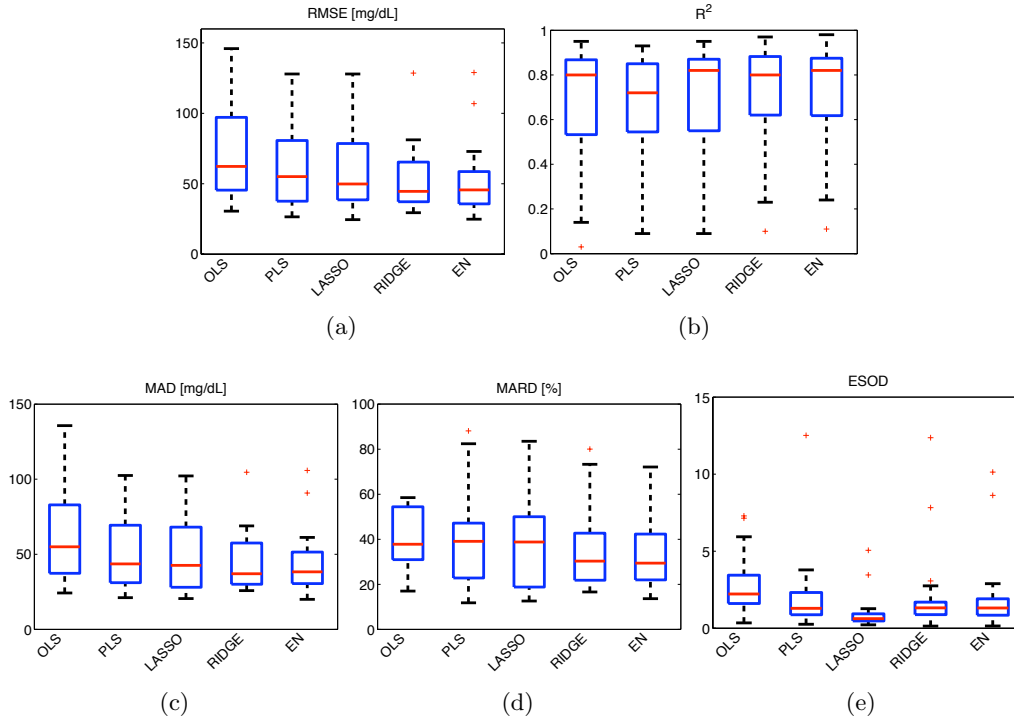 RMSE [mg/dL]
150
100
50
0
OLS
PLS
LASSO
RIDGE
EN
(a)
R²
1
0.8
0.6
0.4
0.2
0
OLS
PLS
LASSO
RIDGE
EN
(b)
MAD [mg/dL]
150
100
50
0
OLS
PLS
LASSO
RIDGE
EN
(c)
MARD [%]
100
80
60
40
20
0
OLS
PLS
LASSO
RIDGE
EN
(d)
ESOD
15
10
5
0
OLS
PLS
LASSO
RIDGE
EN
(e)